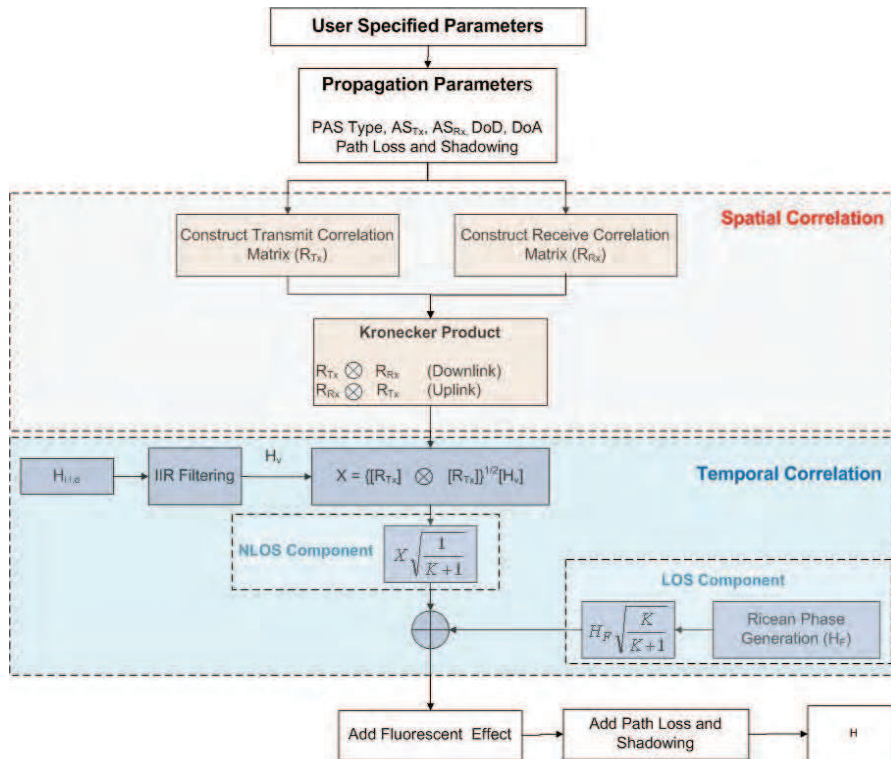 User Specified Parameters
Propagation Parameters
PAS Type, AS_Tx, AS_Rx, DoD, DoA
Path Loss and Shadowing
Spatial Correlation
Construct Transmit Correlation
Matrix (R_Tx)
Construct Receive Correlation
Matrix (R_Rx)
Kronecker Product
R_Tx ⊗ R_Rx (Downlink)
R_Rx ⊗ R_Tx (Uplink)
Temporal Correlation
H_i.i.d
IIR Filtering
H_v
X = {[R_Tx] ⊗ [R_Tx]}^1/2[H_v]
NLOS Component
X√(1/(K+1))
LOS Component
H_F√(K/(K+1))
Ricean Phase
Generation (H_F)
Add Fluorescent Effect
Add Path Loss and
Shadowing
H